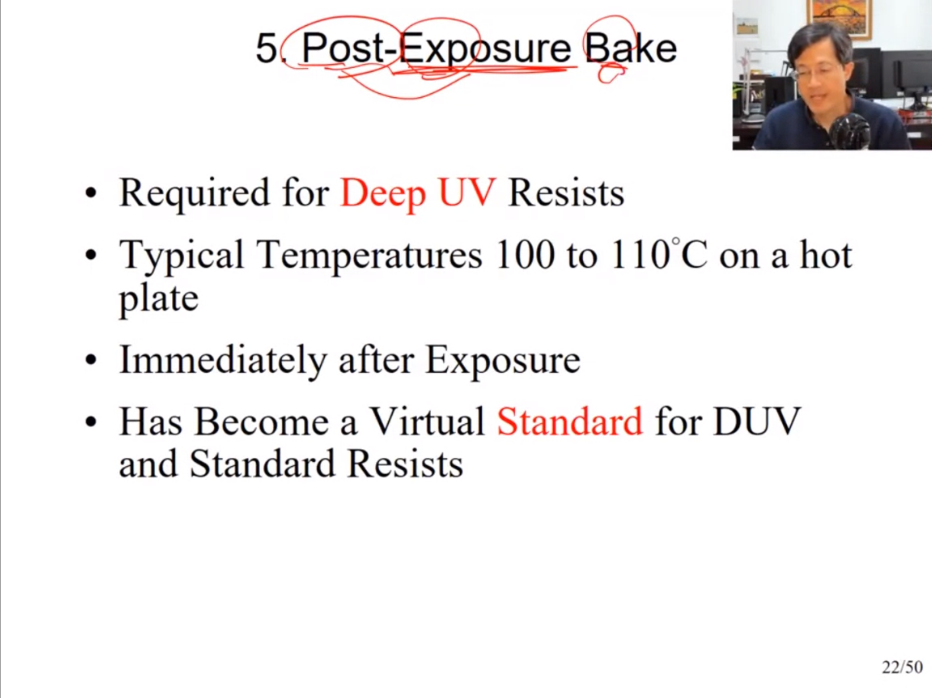 5. Post-Exposure Bake
• Required for Deep UV Resists
• Typical Temperatures 100 to 110°C on a hot
plate
• Immediately after Exposure
• Has Become a Virtual Standard for DUV
and Standard Resists
22/50